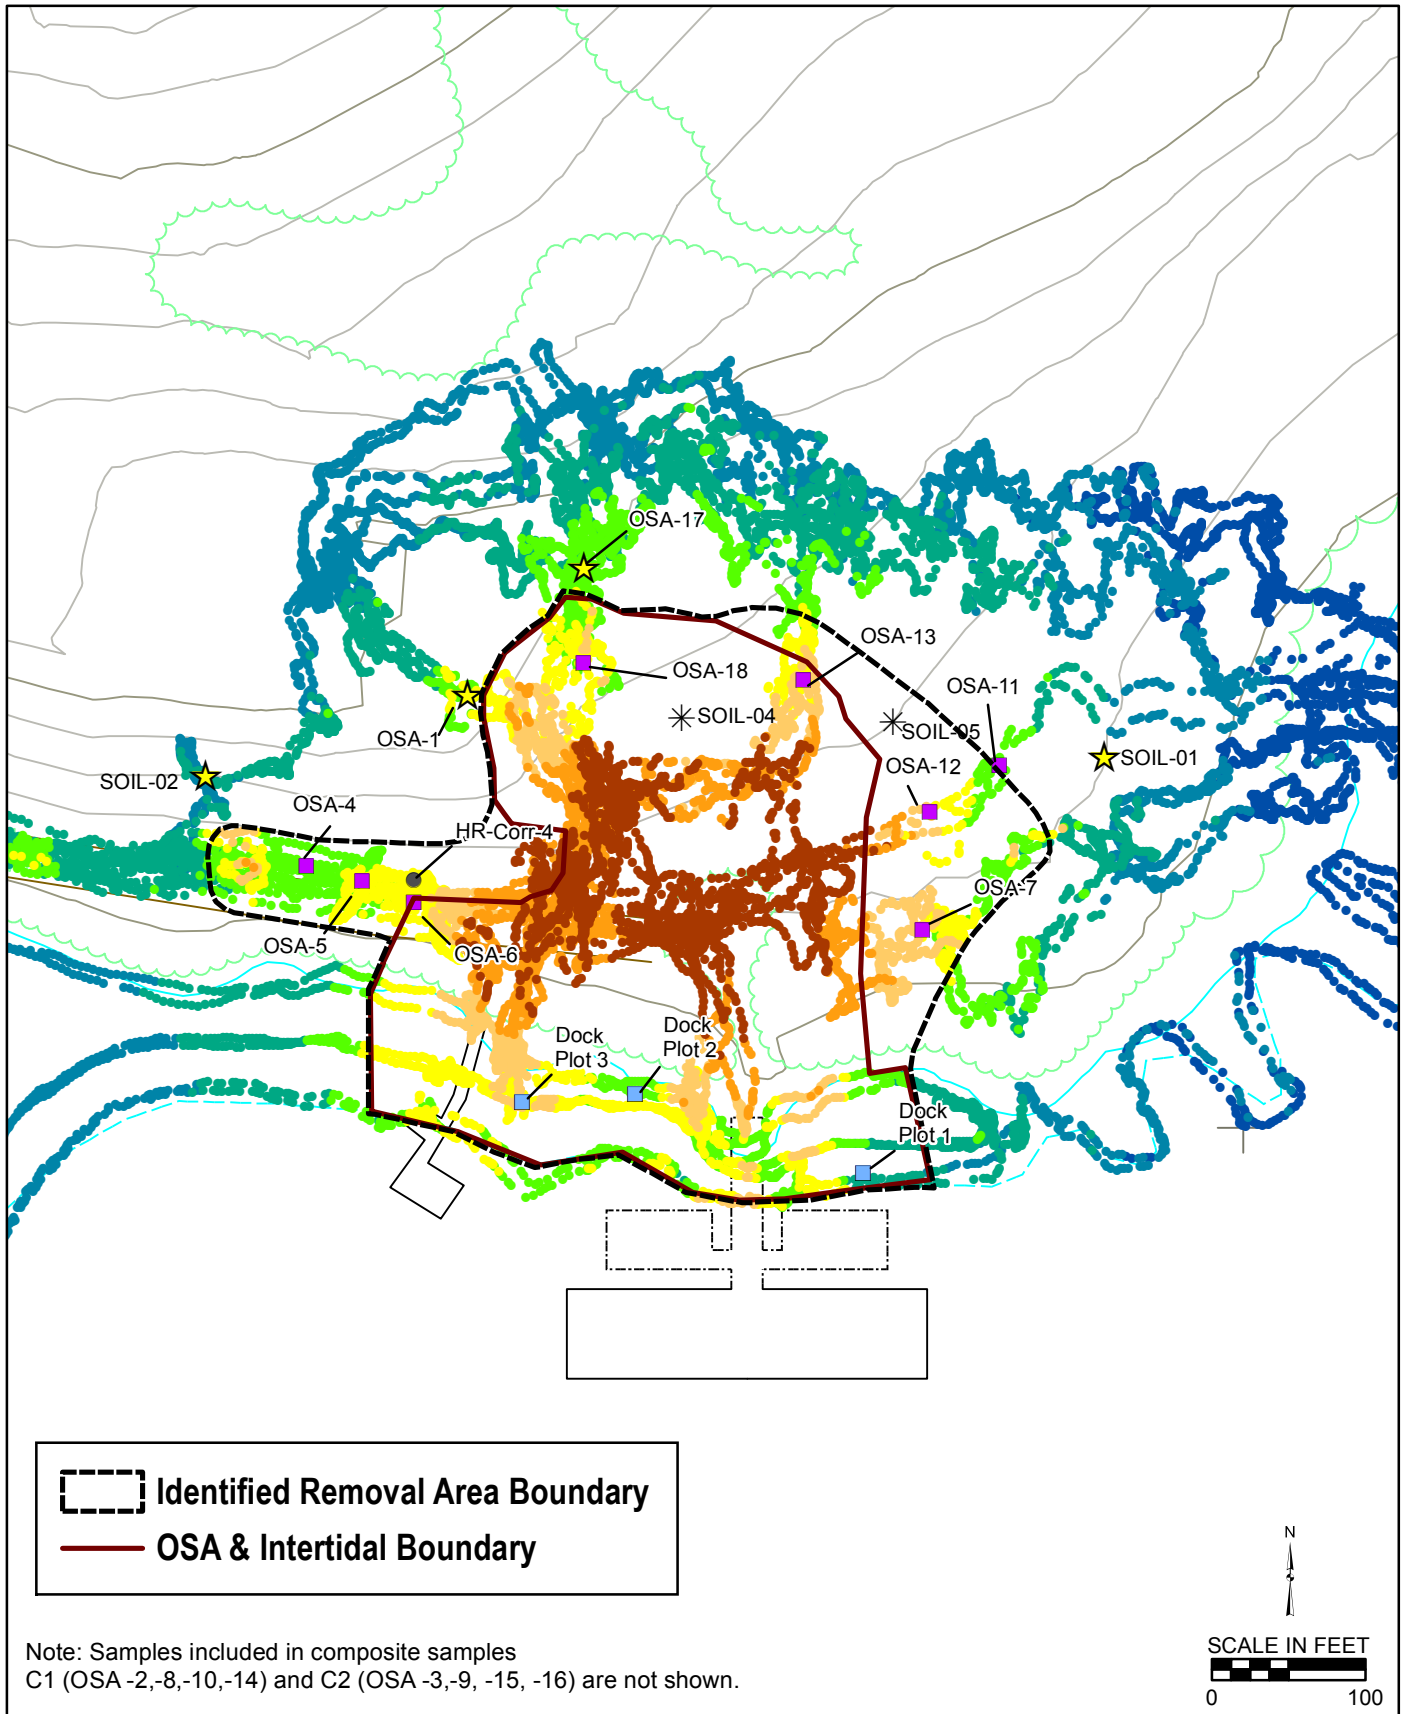 OSA-17
OSA-13
OSA-18
OSA-11
SOIL-04
SOIL-05
OSA-1
SOIL-01
OSA-12
SOIL-02
OSA-4
HR-Corr-4
OSA-7
OSA-5
OSA-6
Dock
Plot 3
Dock
Plot 2
Dock
Plot 1
Identified Removal Area Boundary
OSA & Intertidal Boundary
N
Note: Samples included in composite samples
C1 (OSA -2,-8,-10,-14) and C2 (OSA -3,-9, -15, -16) are not shown.
SCALE IN FEET
0 100